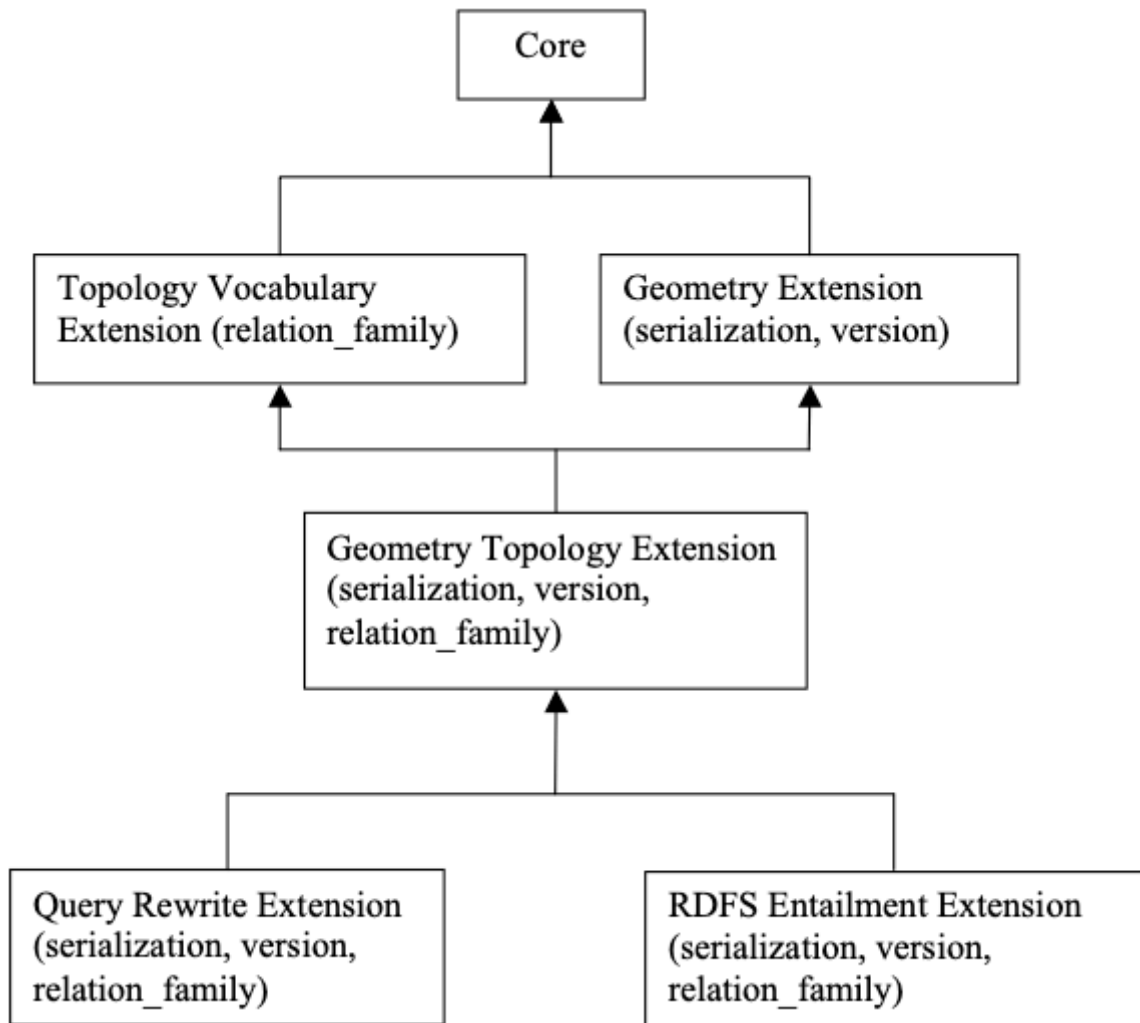 Core
Topology Vocabulary
Extension (relation_family)
Geometry Extension
(serialization, version)
Geometry Topology Extension
(serialization, version,
relation_family)
Query Rewrite Extension
(serialization, version,
relation_family)
RDFS Entailment Extension
(serialization, version,
relation_family)